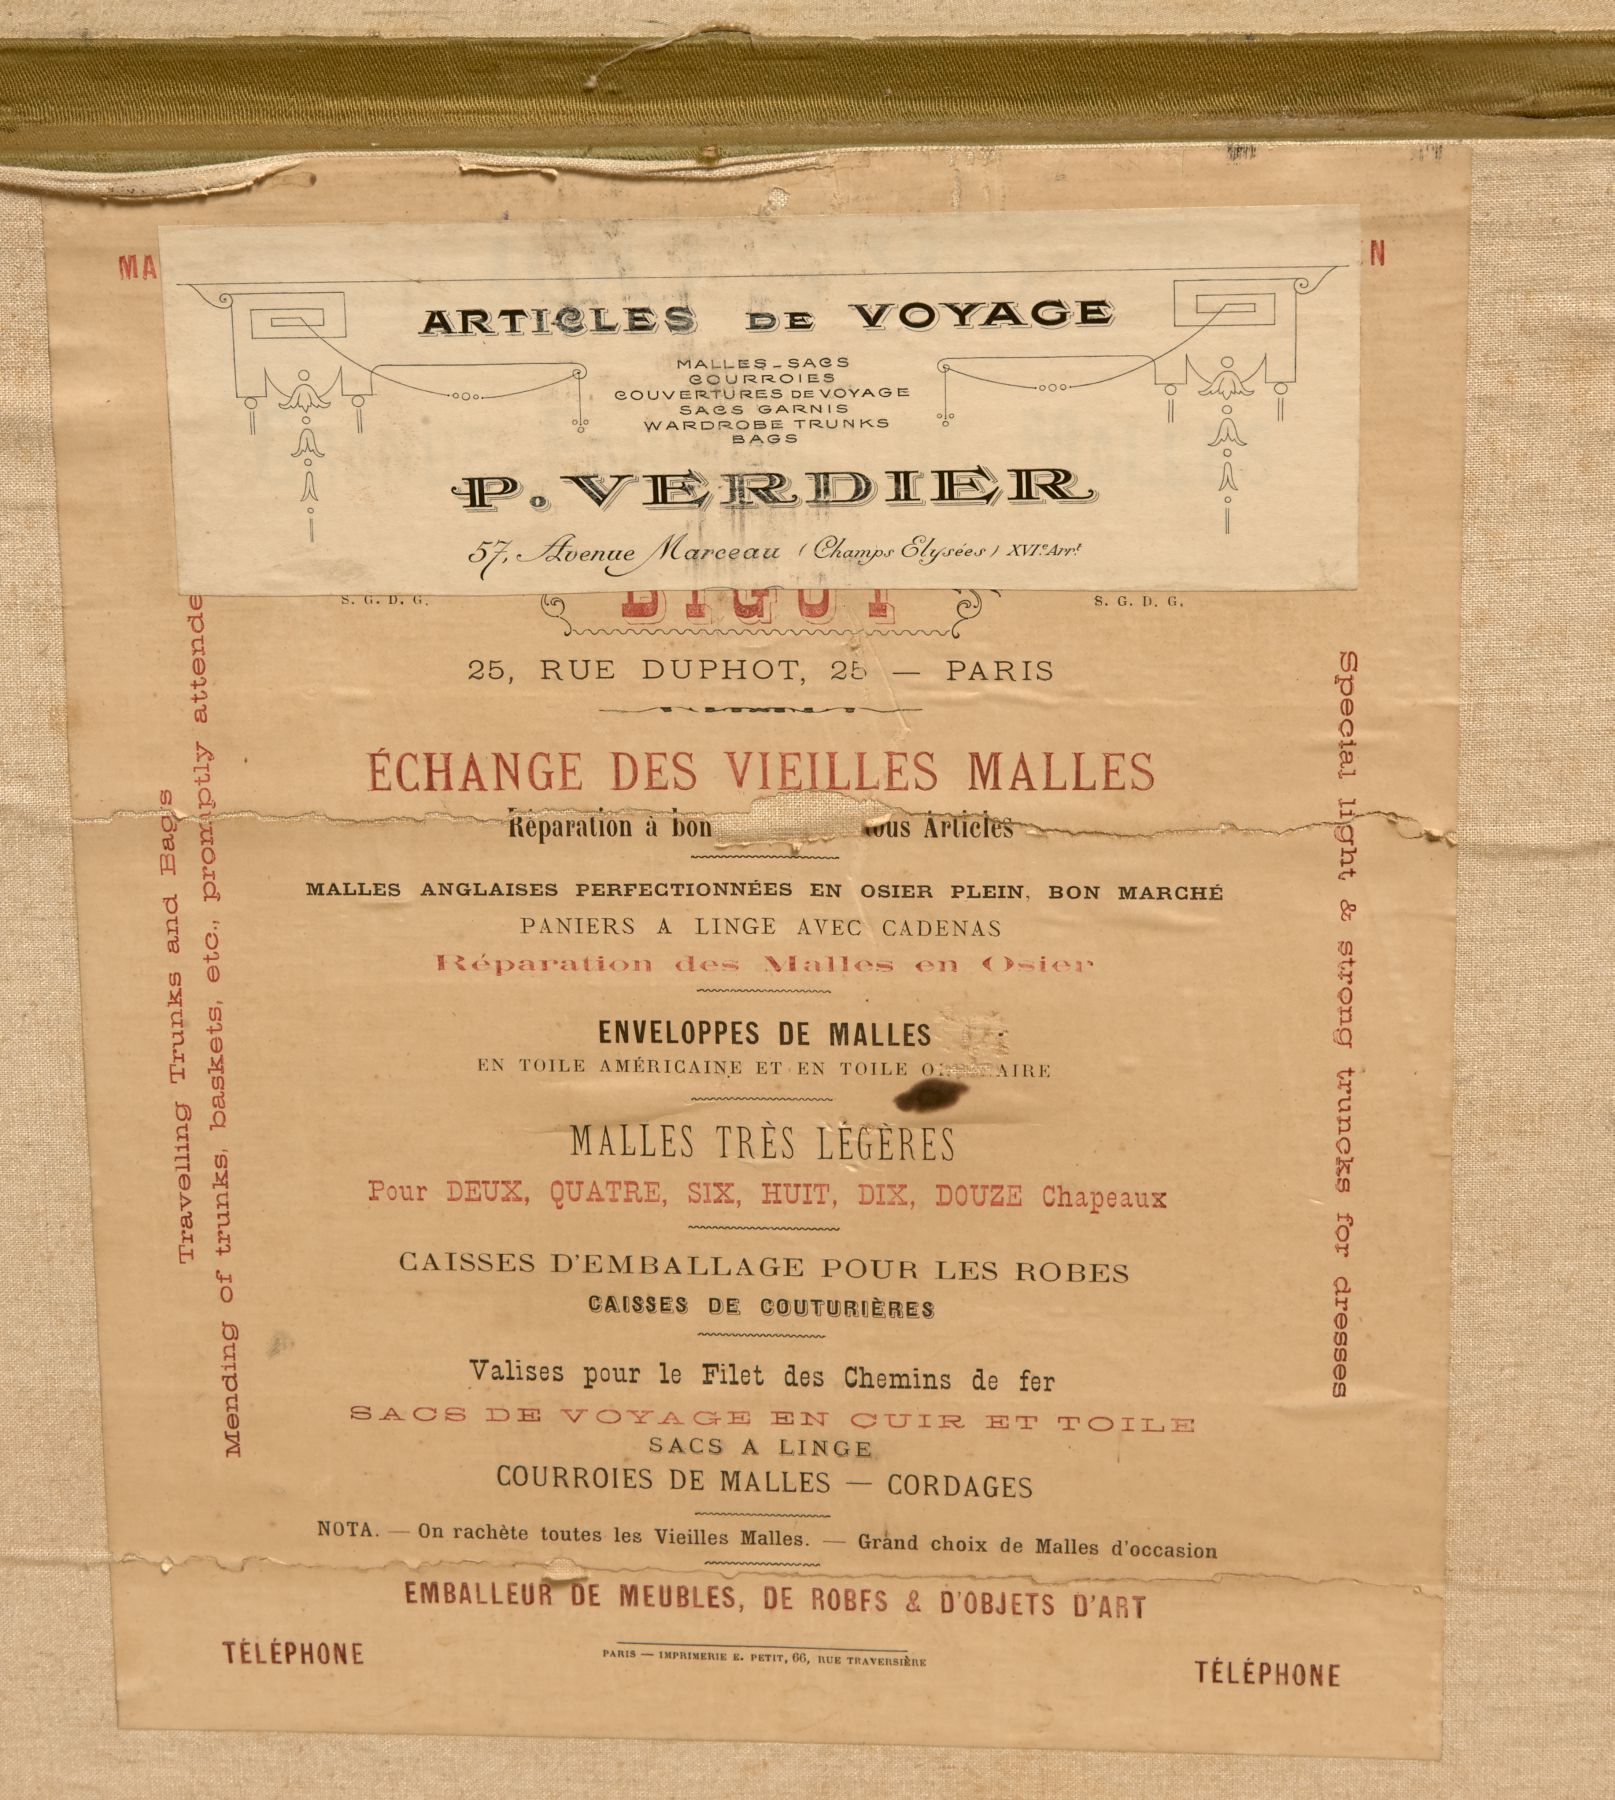 MA
N
ARTICLES DE VOYAGE
MALLES - SACS
COURROIES
COUVERTURES DE VOYAGE
SACS GARNIS
WARDROBE TRUNKS
BAGS
P. VERDIER
57, Avenue Marceau (Champs Elysées) XVIe Arrt
S. G. D. G.
BIGOT
S. G. D. G.
25, RUE DUPHOT, 25 — PARIS
ÉCHANGE DES VIEILLES MALLES
Réparation à bon ous Articles
MALLES ANGLAISES PERFECTIONNÉES EN OSIER PLEIN, BON MARCHÉ
PANIERS A LINGE AVEC CADENAS
Réparation des Malles en Osier
ENVELOPPES DE MALLES
EN TOILE AMÉRICAINE ET EN TOILE O AIRE
MALLES TRÈS LÉGÈRES
Pour DEUX, QUATRE, SIX, HUIT, DIX, DOUZE Chapeaux
CAISSES D'EMBALLAGE POUR LES ROBES
CAISSES DE COUTURIÈRES
Valises pour le Filet des Chemins de fer
SACS DE VOYAGE EN CUIR ET TOILE
SACS A LINGE
COURROIES DE MALLES — CORDAGES
NOTA. — On rachète toutes les Vieilles Malles. — Grand choix de Malles d'occasion
EMBALLEUR DE MEUBLES, DE ROBES & D'OBJETS D'ART
TÉLÉPHONE
PARIS — IMPRIMERIE E. PETIT, 66, RUE TRAVERSIÈRE
TÉLÉPHONE
Travelling Trunks and Bags
Mending of trunks, baskets, etc., promptly attende
Special light & strong truncks for dresses